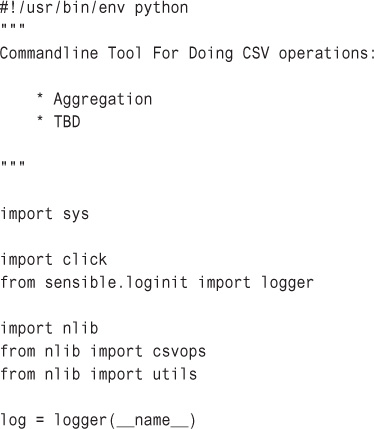 #!/usr/bin/env python
"""
Commandline Tool For Doing CSV operations:

    * Aggregation
    * TBD

"""

import sys

import click
from sensible.loginit import logger

import nlib
from nlib import csvops
from nlib import utils

log = logger(__name__)